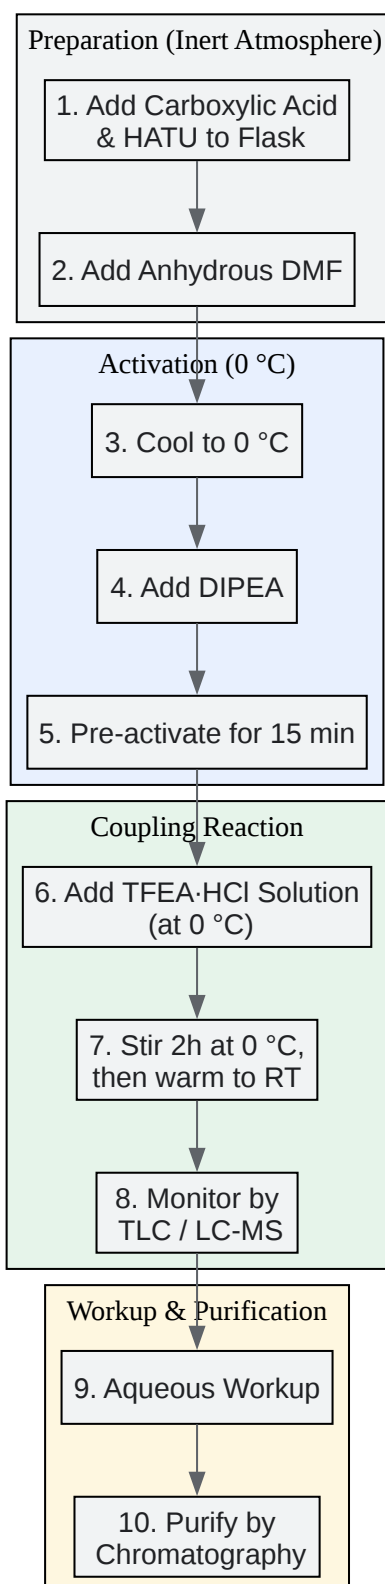 Preparation (Inert Atmosphere)
1. Add Carboxylic Acid
& HATU to Flask
2. Add Anhydrous DMF
Activation (0 °C)
3. Cool to 0 °C
4. Add DIPEA
5. Pre-activate for 15 min
Coupling Reaction
6. Add TFEA·HCl Solution
(at 0 °C)
7. Stir 2h at 0 °C,
then warm to RT
8. Monitor by
TLC / LC-MS
Workup & Purification
9. Aqueous Workup
10. Purify by
Chromatography